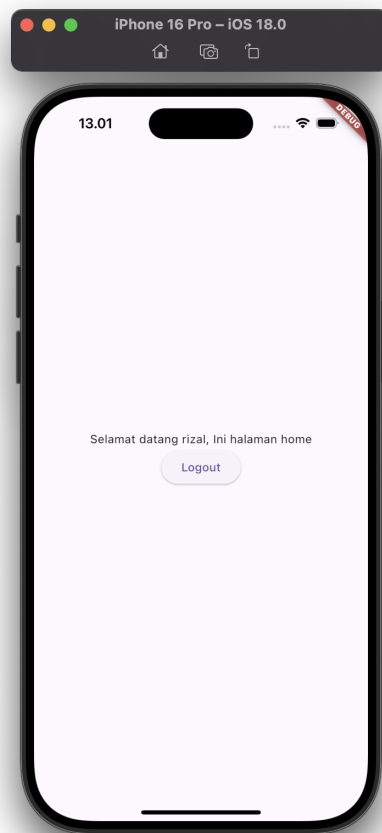 iPhone 16 Pro – iOS 18.0
13.01
DEBUG
Selamat datang rizal, Ini halaman home
Logout